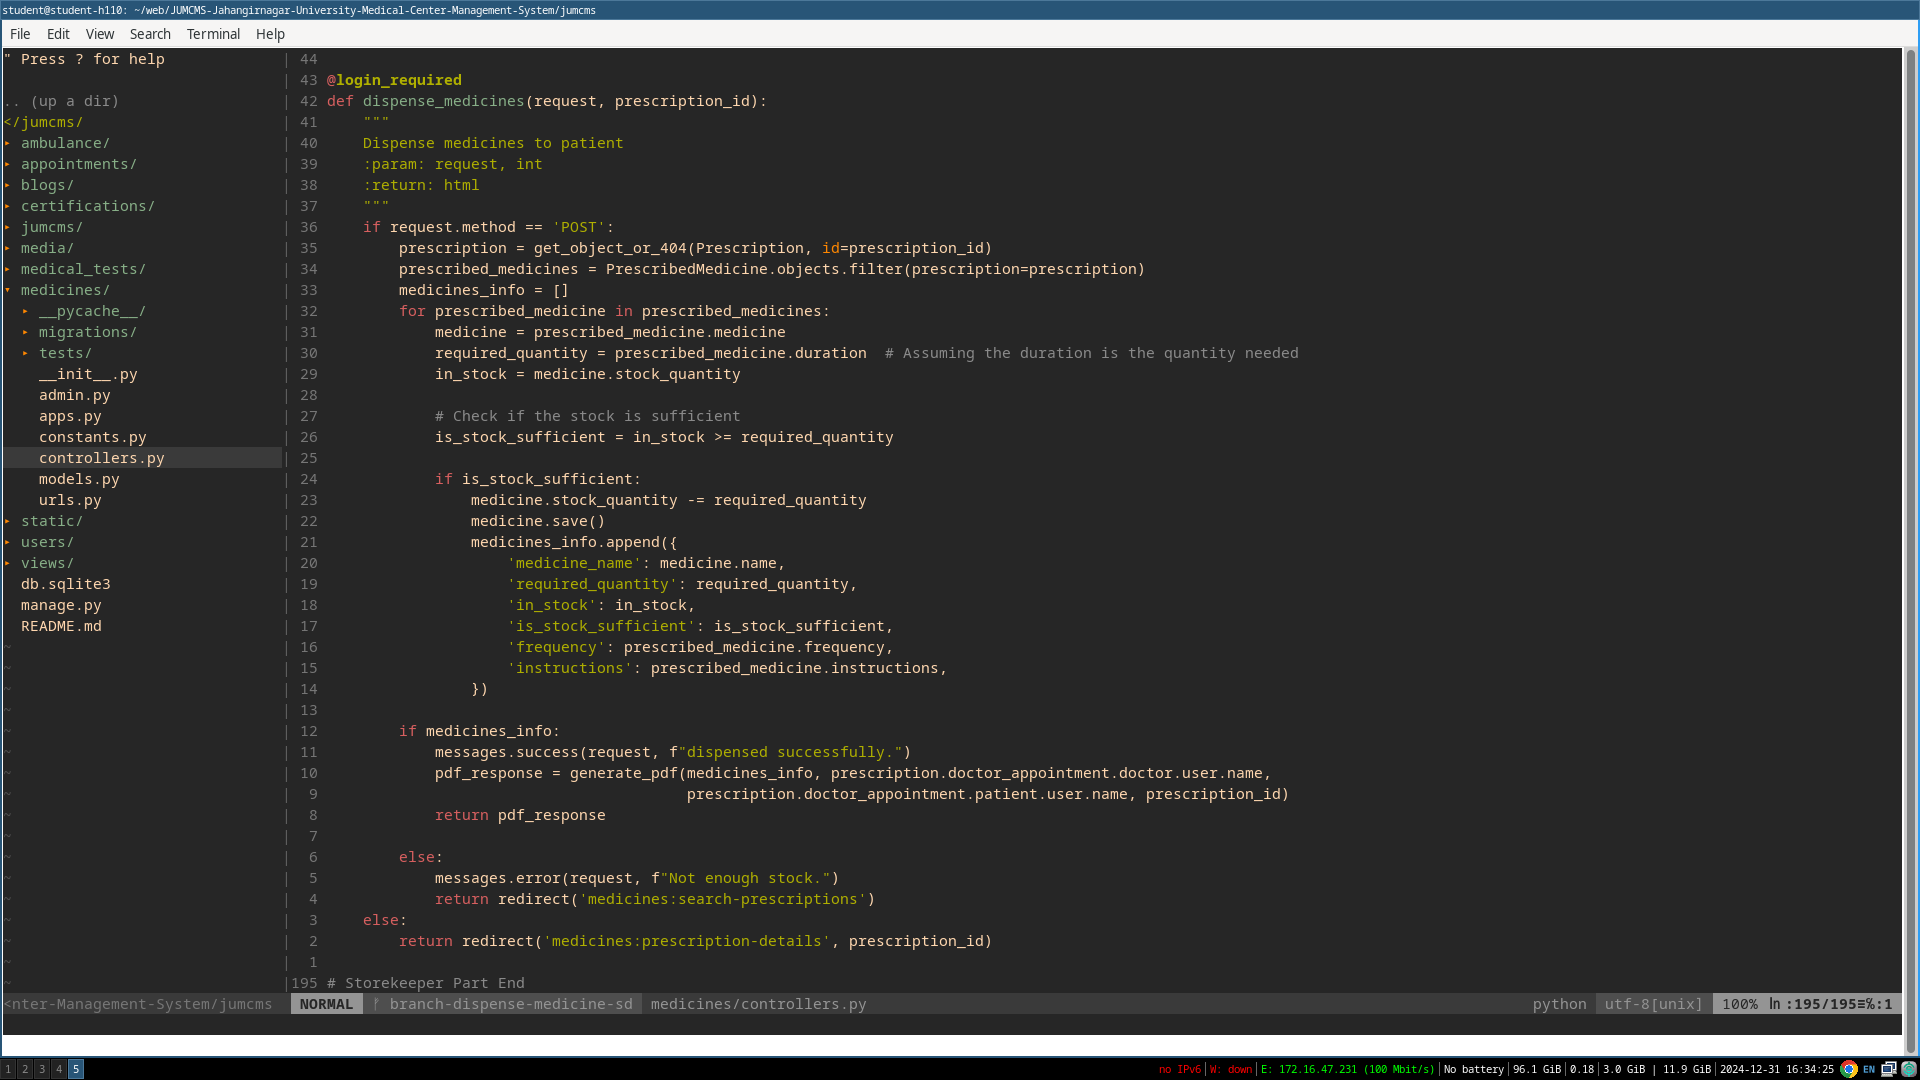 student@student-h110: ~/web/JUMCMS-Jahangirnagar-University-Medical-Center-Management-System/jumcms
File Edit View Search Terminal Help
" Press ? for help
.. (up a dir)
</jumcms/
▸ ambulance/
▸ appointments/
▸ blogs/
▸ certifications/
▸ jumcms/
▸ media/
▸ medical_tests/
▾ medicines/
▸ __pycache__/
▸ migrations/
▸ tests/
__init__.py
admin.py
apps.py
constants.py
controllers.py
models.py
urls.py
▸ static/
▸ users/
▸ views/
db.sqlite3
manage.py
README.md
44
43 @login_required
42 def dispense_medicines(request, prescription_id):
41     """
40     Dispense medicines to patient
39     :param: request, int
38     :return: html
37     """
36     if request.method == 'POST':
35         prescription = get_object_or_404(Prescription, id=prescription_id)
34         prescribed_medicines = PrescribedMedicine.objects.filter(prescription=prescription)
33         medicines_info = []
32         for prescribed_medicine in prescribed_medicines:
31             medicine = prescribed_medicine.medicine
30             required_quantity = prescribed_medicine.duration  # Assuming the duration is the quantity needed
29             in_stock = medicine.stock_quantity
28
27             # Check if the stock is sufficient
26             is_stock_sufficient = in_stock >= required_quantity
25
24             if is_stock_sufficient:
23                 medicine.stock_quantity -= required_quantity
22                 medicine.save()
21                 medicines_info.append({
20                     'medicine_name': medicine.name,
19                     'required_quantity': required_quantity,
18                     'in_stock': in_stock,
17                     'is_stock_sufficient': is_stock_sufficient,
16                     'frequency': prescribed_medicine.frequency,
15                     'instructions': prescribed_medicine.instructions,
14                 })
13
12         if medicines_info:
11             messages.success(request, f"dispensed successfully.")
10             pdf_response = generate_pdf(medicines_info, prescription.doctor_appointment.doctor.user.name,
9                                         prescription.doctor_appointment.patient.user.name, prescription_id)
8             return pdf_response
7
6         else:
5             messages.error(request, f"Not enough stock.")
4             return redirect('medicines:search-prescriptions')
3     else:
2         return redirect('medicines:prescription-details', prescription_id)
1
195 # Storekeeper Part End
<nter-Management-System/jumcms NORMAL branch-dispense-medicine-sd medicines/controllers.py python utf-8[unix] 100% ln :195/195≡℅:1
1 2 3 4 5 no IPv6 | W: down | E: 172.16.47.231 (100 Mbit/s) | No battery | 96.1 GiB | 0.18 | 3.0 GiB | 11.9 GiB | 2024-12-31 16:34:25 EN